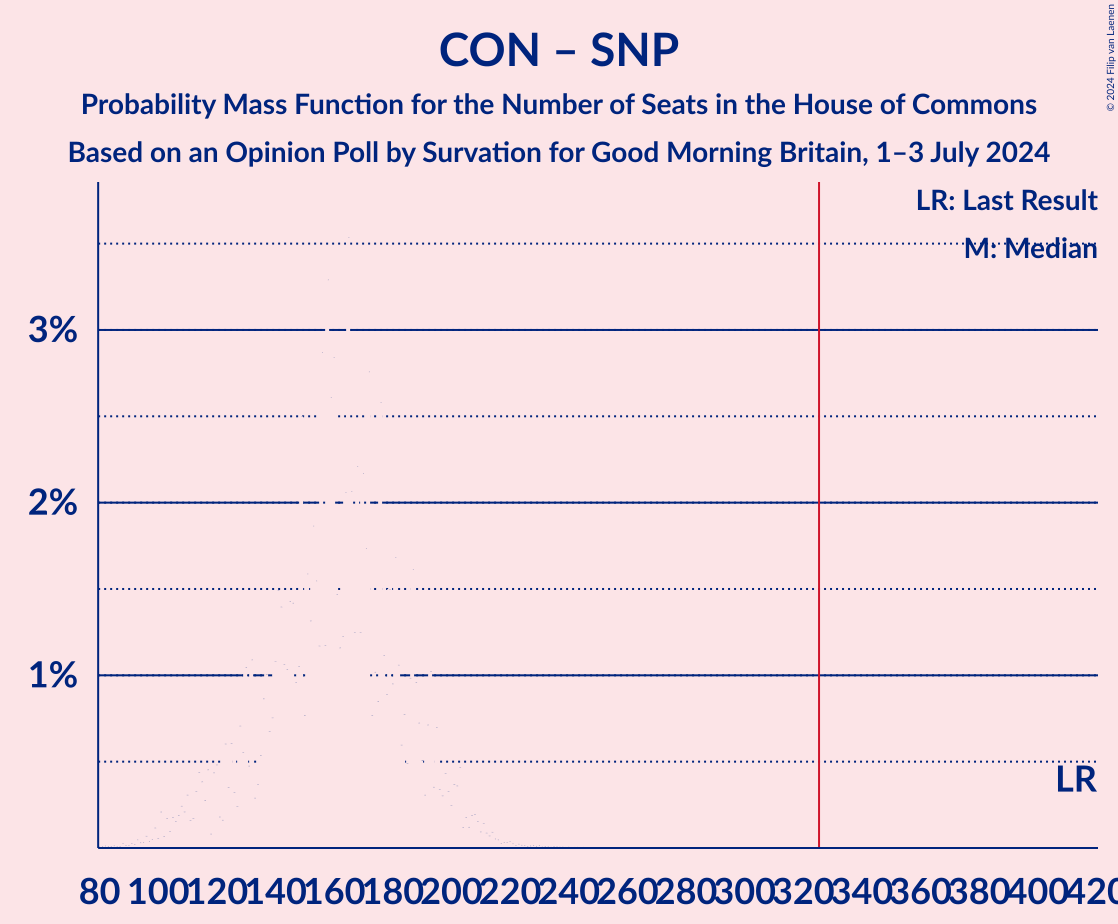 CON – SNP
Probability Mass Function for the Number of Seats in the House of Commons
Based on an Opinion Poll by Survation for Good Morning Britain, 1–3 July 2024
© 2024 Filip van Laenen
LR: Last Result
M: Median
3%
2%
1%
LR
80 100 120 140 160 180 200 220 240 260 280 300 320 340 360 380 400 420